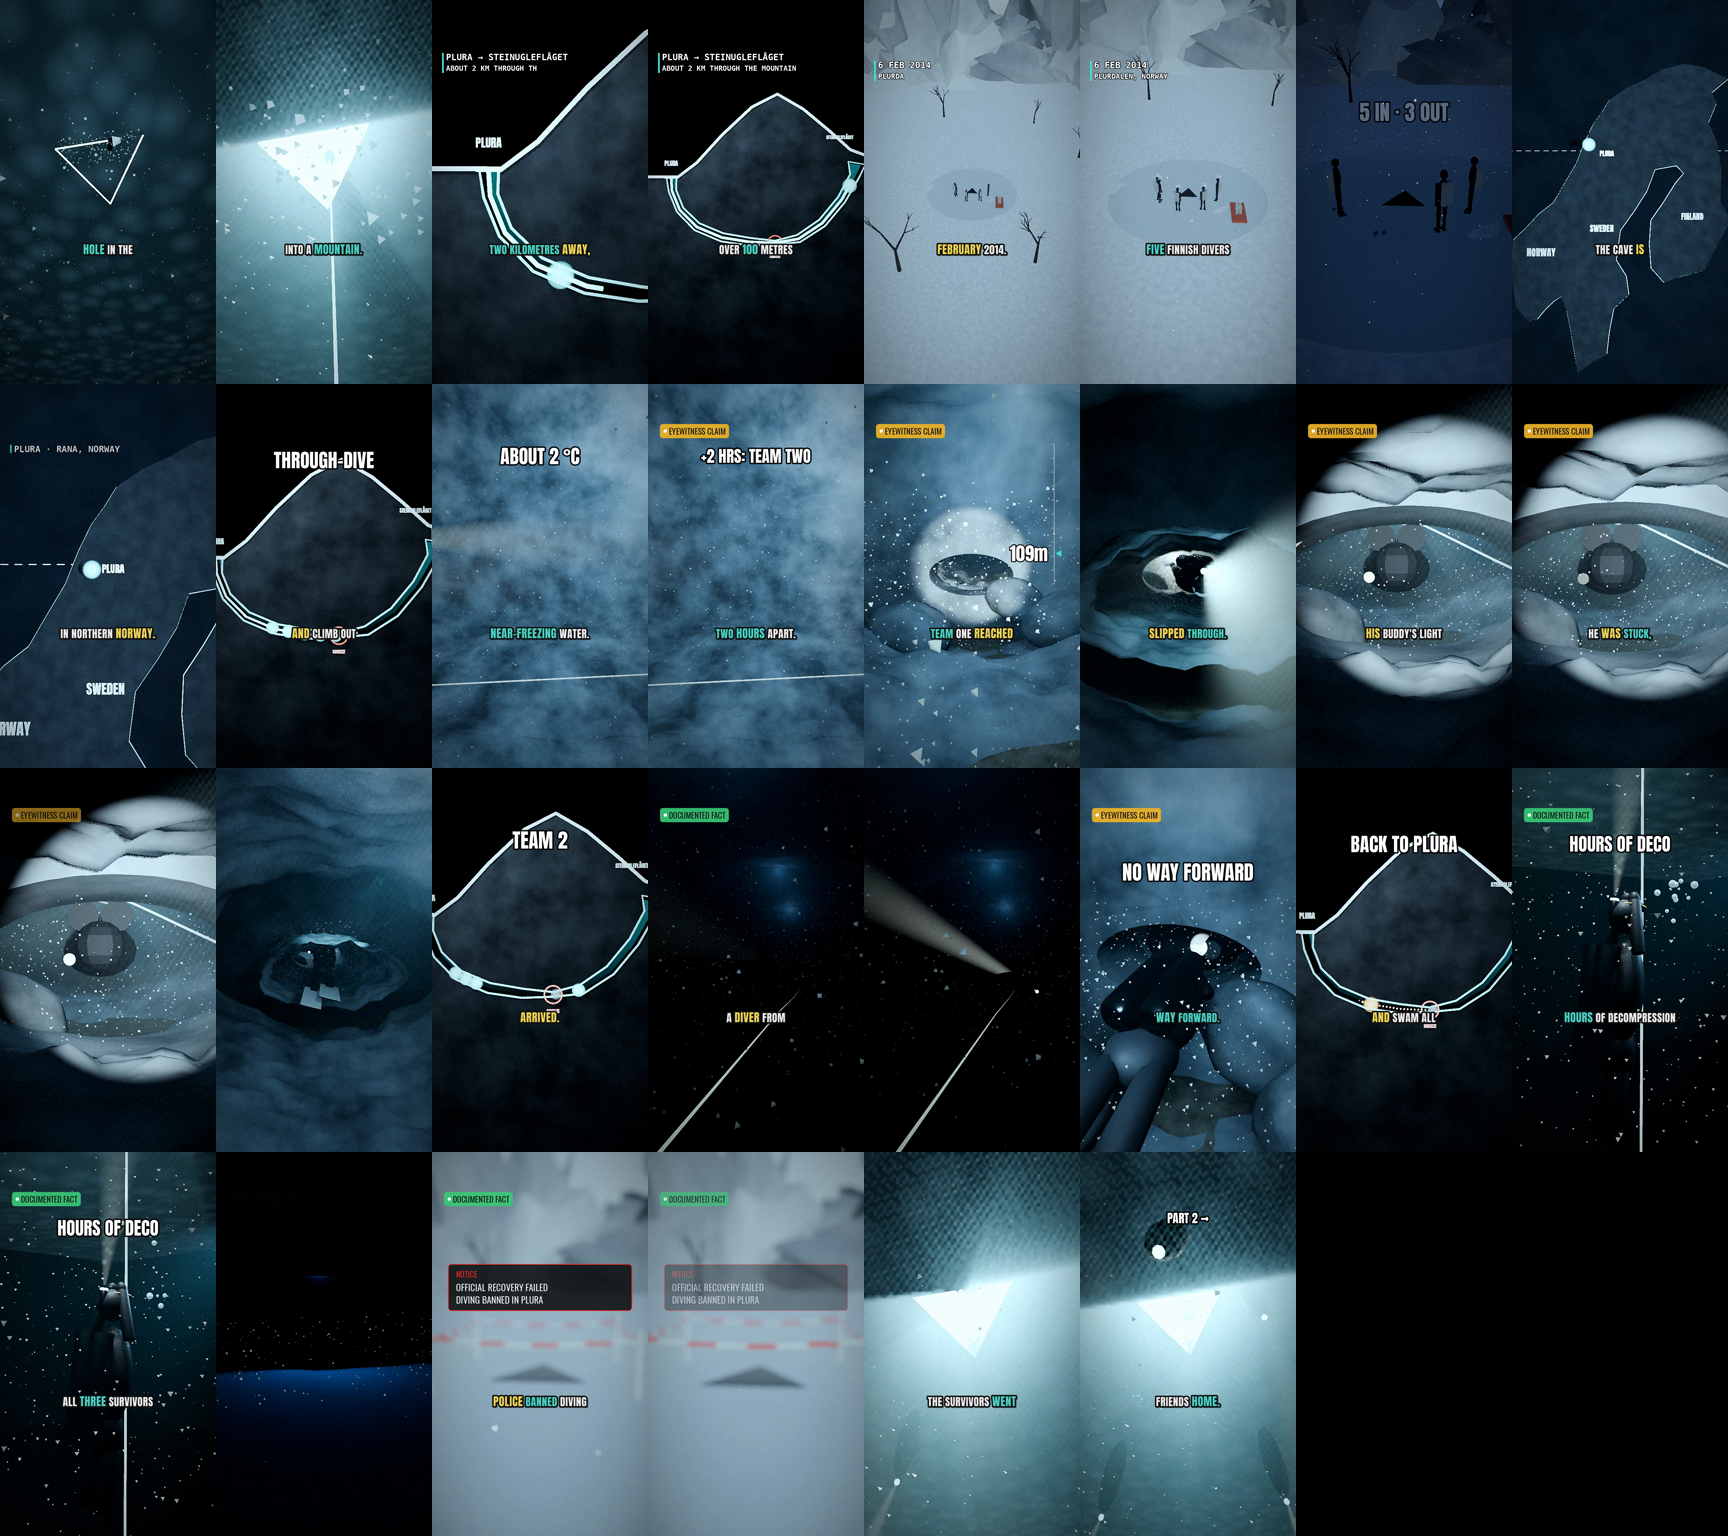 HOLE IN THE
INTO A MOUNTAIN.
PLURA → STEINUGLEFLÅGET
ABOUT 2 KM THROUGH TH
PLURA
TWO KILOMETRES AWAY,
PLURA → STEINUGLEFLÅGET
ABOUT 2 KM THROUGH THE MOUNTAIN
STEINUGLEFLÅGET
PLURA
OVER 100 METRES
6 FEB 2014
PLURDA
FEBRUARY 2014.
6 FEB 2014
PLURDALEN, NORWAY
FIVE FINNISH DIVERS
5 IN · 3 OUT
PLURA
FINLAND
SWEDEN
NORWAY
THE CAVE IS
PLURA · RANA, NORWAY
PLURA
IN NORTHERN NORWAY.
SWEDEN
RWAY
THROUGH-DIVE
AND CLIMB OUT
SQUEEZE
ABOUT 2 °C
NEAR-FREEZING WATER.
EYEWITNESS CLAIM
+2 HRS: TEAM TWO
TWO HOURS APART.
EYEWITNESS CLAIM
109m
TEAM ONE REACHED
SLIPPED THROUGH.
EYEWITNESS CLAIM
HIS BUDDY'S LIGHT
EYEWITNESS CLAIM
HE WAS STUCK,
EYEWITNESS CLAIM
TEAM 2
ARRIVED.
DOCUMENTED FACT
A DIVER FROM
EYEWITNESS CLAIM
NO WAY FORWARD
WAY FORWARD.
BACK TO PLURA
PLURA
AND SWAM ALL
SQUEEZE
DOCUMENTED FACT
HOURS OF DECO
HOURS OF DECOMPRESSION
DOCUMENTED FACT
HOURS OF DECO
ALL THREE SURVIVORS
DOCUMENTED FACT
NOTICE
OFFICIAL RECOVERY FAILED
DIVING BANNED IN PLURA
POLICE BANNED DIVING
DOCUMENTED FACT
NOTICE
OFFICIAL RECOVERY FAILED
DIVING BANNED IN PLURA
THE SURVIVORS WENT
PART 2 →
FRIENDS HOME.